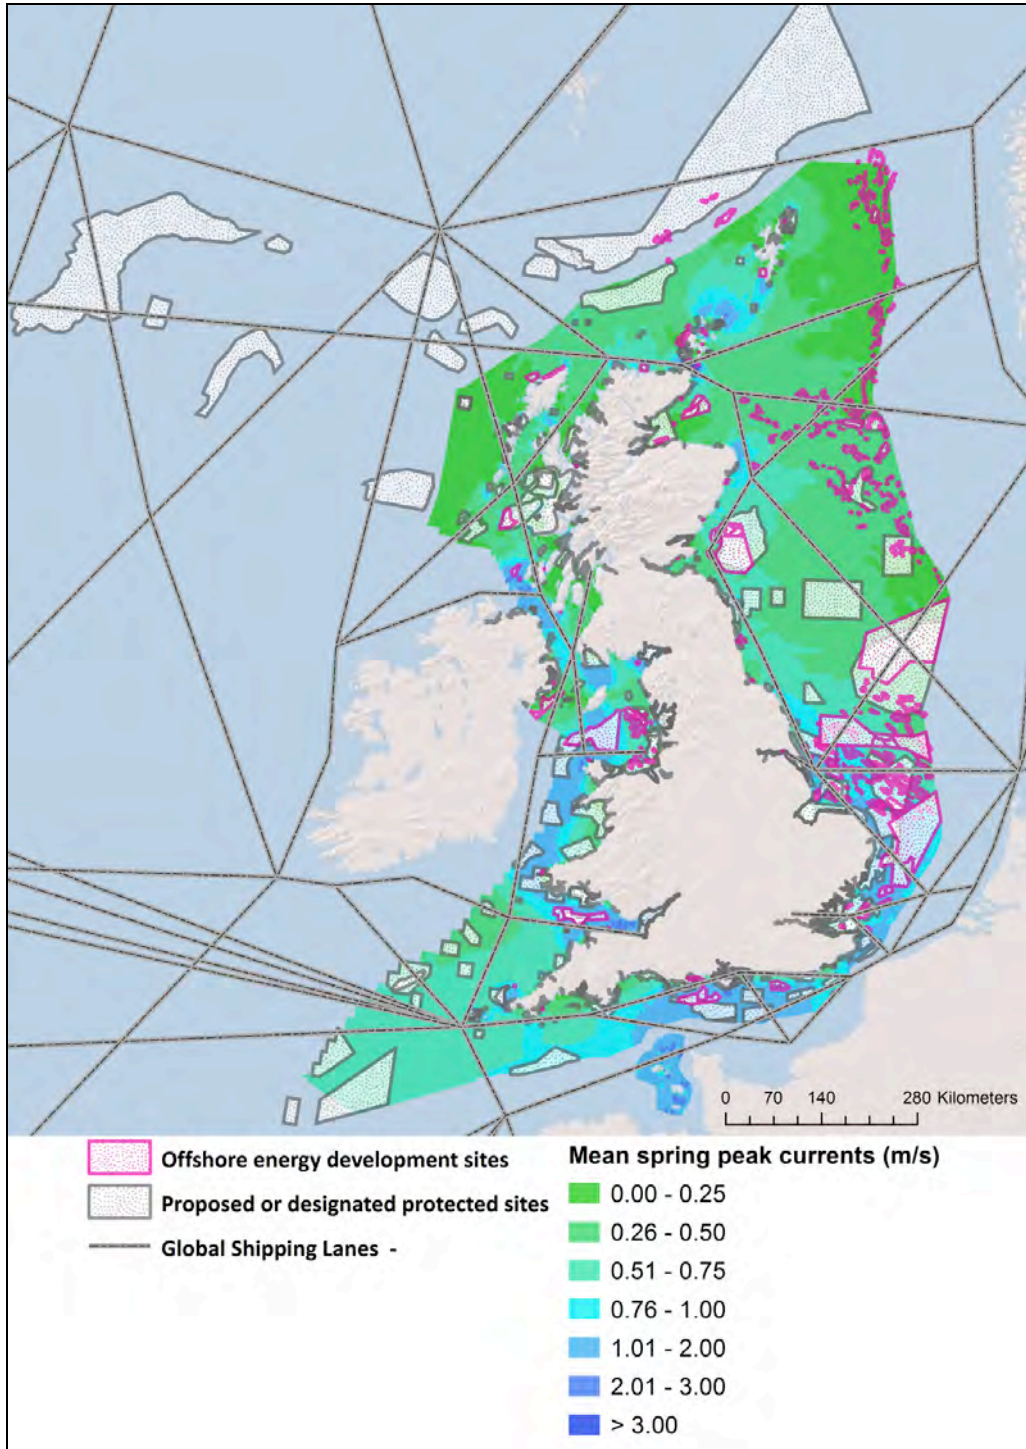 0 70 140 280 Kilometers
Offshore energy development sites
Proposed or designated protected sites
Global Shipping Lanes -
Mean spring peak currents (m/s)
0.00 - 0.25
0.26 - 0.50
0.51 - 0.75
0.76 - 1.00
1.01 - 2.00
2.01 - 3.00
> 3.00